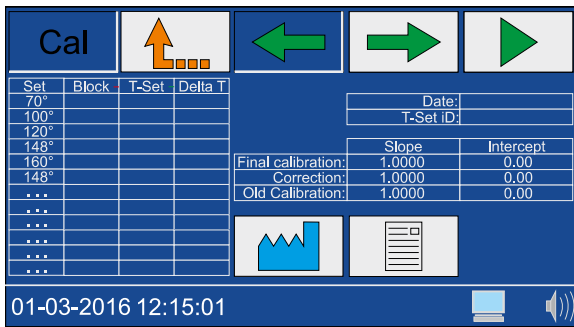 Cal
Set Block - T-Set - Delta T
70°
100°
120°
148°
160°
148°
...
...
...
...
...
...
Date:
T-Set iD:
Slope Intercept
Final calibration: 1.0000 0.00
Correction: 1.0000 0.00
Old Calibration: 1.0000 0.00
01-03-2016 12:15:01